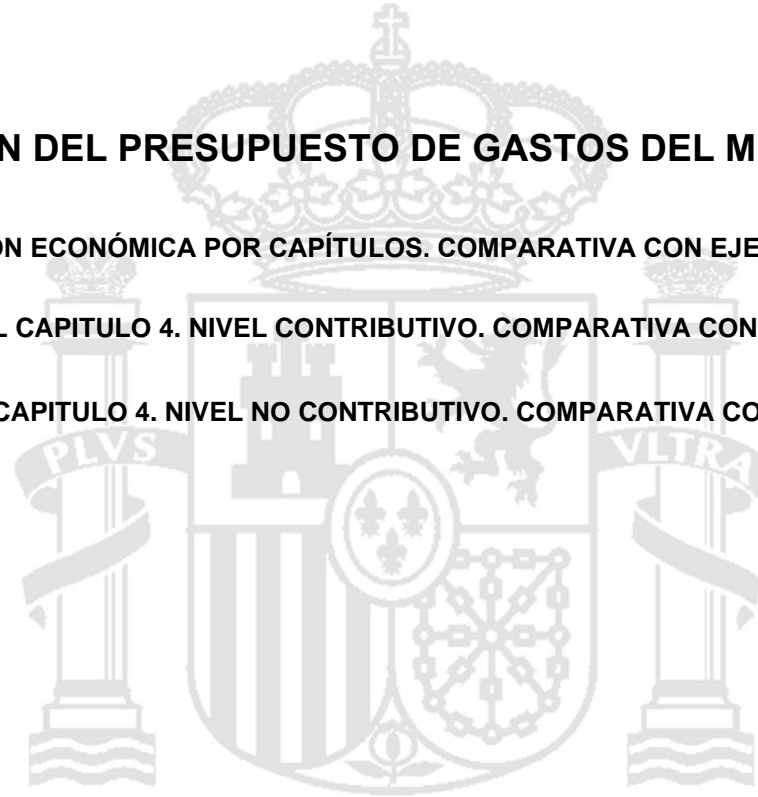 N DEL PRESUPUESTO DE GASTOS DEL M
ÓN ECONÓMICA POR CAPÍTULOS. COMPARATIVA CON EJE
L CAPITULO 4. NIVEL CONTRIBUTIVO. COMPARATIVA CON
CAPITULO 4. NIVEL NO CONTRIBUTIVO. COMPARATIVA CO
PLVS VLTRA